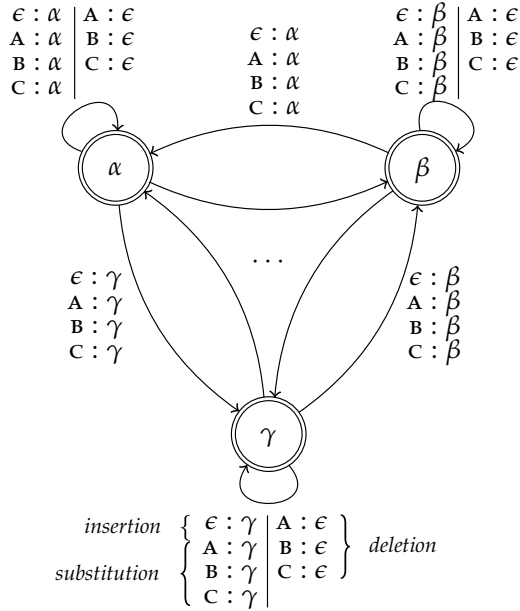 ϵ : α A : ϵ
A : α B : ϵ
B : α C : ϵ
C : α
ϵ : α
A : α
B : α
C : α
ϵ : β A : ϵ
A : β B : ϵ
B : β C : ϵ
C : β
α
β
...
ϵ : γ
A : γ
B : γ
C : γ
ϵ : β
A : β
B : β
C : β
γ
insertion { ϵ : γ A : ϵ
A : γ B : ϵ } deletion
substitution { B : γ C : ϵ
C : γ